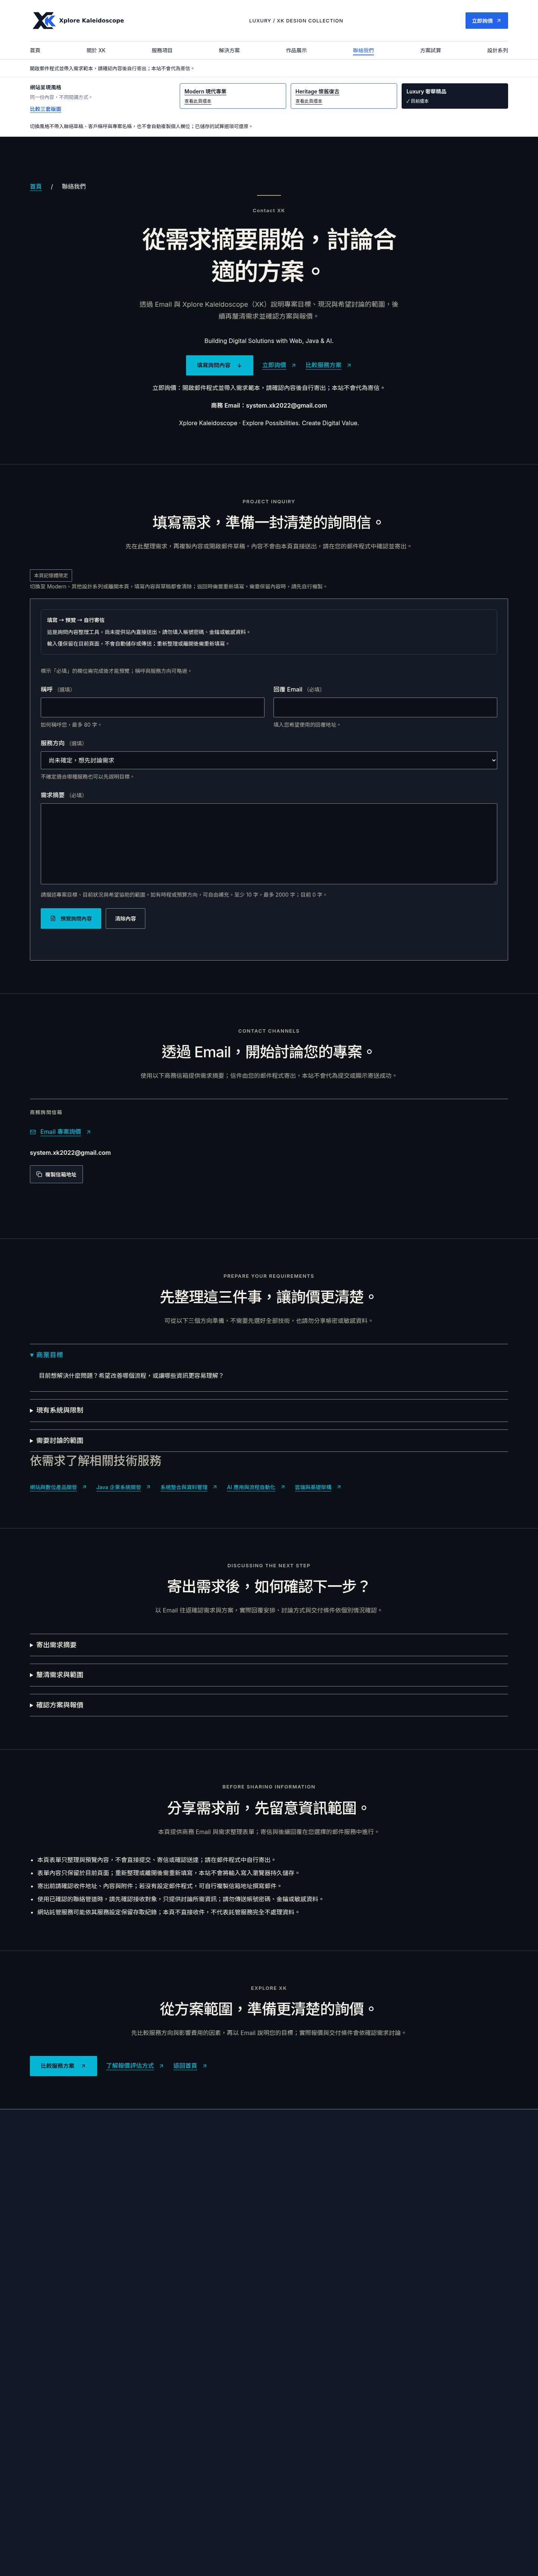 Xplore Kaleidoscope
LUXURY / XK DESIGN COLLECTION
立即詢價
首頁
關於 XK
服務項目
解決方案
作品展示
聯絡我們
方案試算
設計系列
開啟郵件程式並帶入需求範本，請確認內容後自行寄出；本站不會代為寄信。
網站呈現風格
同一份內容，不同閱讀方式。
比較三套版面
Modern 現代專業
查看此頁版本
Heritage 懷舊復古
查看此頁版本
Luxury 奢華精品
✓ 目前版本
切換風格不帶入聯絡草稿、客戶稱呼與專案名稱，也不會自動複製個人欄位；已儲存的試算選項可還原。
首頁 / 聯絡我們
Contact XK
從需求摘要開始，討論合
適的方案。
透過 Email 與 Xplore Kaleidoscope（XK）說明專案目標、現況與希望討論的範圍，後
續再釐清需求並確認方案與報價。
Building Digital Solutions with Web, Java & AI.
填寫詢問內容
立即詢價
比較服務方案
立即詢價：開啟郵件程式並帶入需求範本，請確認內容後自行寄出；本站不會代為寄信。
商務 Email：system.xk2022@gmail.com
Xplore Kaleidoscope · Explore Possibilities. Create Digital Value.
PROJECT INQUIRY
填寫需求，準備一封清楚的詢問信。
先在此整理需求，再複製內容或開啟郵件草稿。內容不會由本頁直接送出，請在您的郵件程式中確認並寄出。
本頁記憶體限定
切換至 Modern、其他設計系列或離開本頁，填寫內容與草稿都會清除；返回時需要重新填寫，需要保留內容時，請先自行複製。
填寫 → 預覽 → 自行寄信
這是詢問內容整理工具，尚未提供站內直接送出。請勿填入帳號密碼、金鑰或敏感資料。
輸入僅保留在目前頁面，不會自動儲存或傳送；重新整理或離開後需重新填寫。
標示「必填」的欄位需完成後才能預覽；稱呼與服務方向可略過。
稱呼（選填）
回覆 Email（必填）
如何稱呼您，最多 80 字。
填入您希望使用的回覆地址。
服務方向（選填）
尚未確定，想先討論需求
不確定適合哪種服務也可以先說明目標。
需求摘要（必填）
請描述專案目標、目前狀況與希望協助的範圍。如有時程或預算方向，可自由補充。至少 10 字，最多 2000 字；目前 0 字。
預覽詢問內容
清除內容
CONTACT CHANNELS
透過 Email，開始討論您的專案。
使用以下商務信箱提供需求摘要；信件由您的郵件程式寄出，本站不會代為提交或顯示寄送成功。
商務詢問信箱
Email 專案詢價
system.xk2022@gmail.com
複製信箱地址
PREPARE YOUR REQUIREMENTS
先整理這三件事，讓詢價更清楚。
可從以下三個方向準備，不需要先選好全部技術，也請勿分享帳密或敏感資料。
▼ 商業目標
目前想解決什麼問題？希望改善哪個流程，或讓哪些資訊更容易理解？
▶ 現有系統與限制
▶ 需要討論的範圍
依需求了解相關技術服務
網站與數位產品開發
Java 企業系統開發
系統整合與資料管理
AI 應用與流程自動化
雲端與基礎架構
DISCUSSING THE NEXT STEP
寄出需求後，如何確認下一步？
以 Email 往返確認需求與方案，實際回覆安排、討論方式與交付條件依個別情況確認。
▶ 寄出需求摘要
▶ 釐清需求與範圍
▶ 確認方案與報價
BEFORE SHARING INFORMATION
分享需求前，先留意資訊範圍。
本頁提供商務 Email 與需求整理表單；寄信與後續回覆在您選擇的郵件服務中進行。
• 本頁表單只整理與預覽內容，不會直接提交、寄信或確認送達；請在郵件程式中自行寄出。
• 表單內容只保留於目前頁面；重新整理或離開後需重新填寫，本站不會將輸入寫入瀏覽器持久儲存。
• 寄出前請確認收件地址、內容與附件；若沒有設定郵件程式，可自行複製信箱地址撰寫郵件。
• 使用已確認的聯絡管道時，請先確認接收對象，只提供討論所需資訊；請勿傳送帳號密碼、金鑰或敏感資料。
• 網站託管服務可能依其服務設定保留存取紀錄；本頁不直接收件，不代表託管服務完全不處理資料。
EXPLORE XK
從方案範圍，準備更清楚的詢價。
先比較服務方向與影響費用的因素，再以 Email 說明您的目標；實際報價與交付條件會依確認需求討論。
比較服務方案
了解報價評估方式
返回首頁